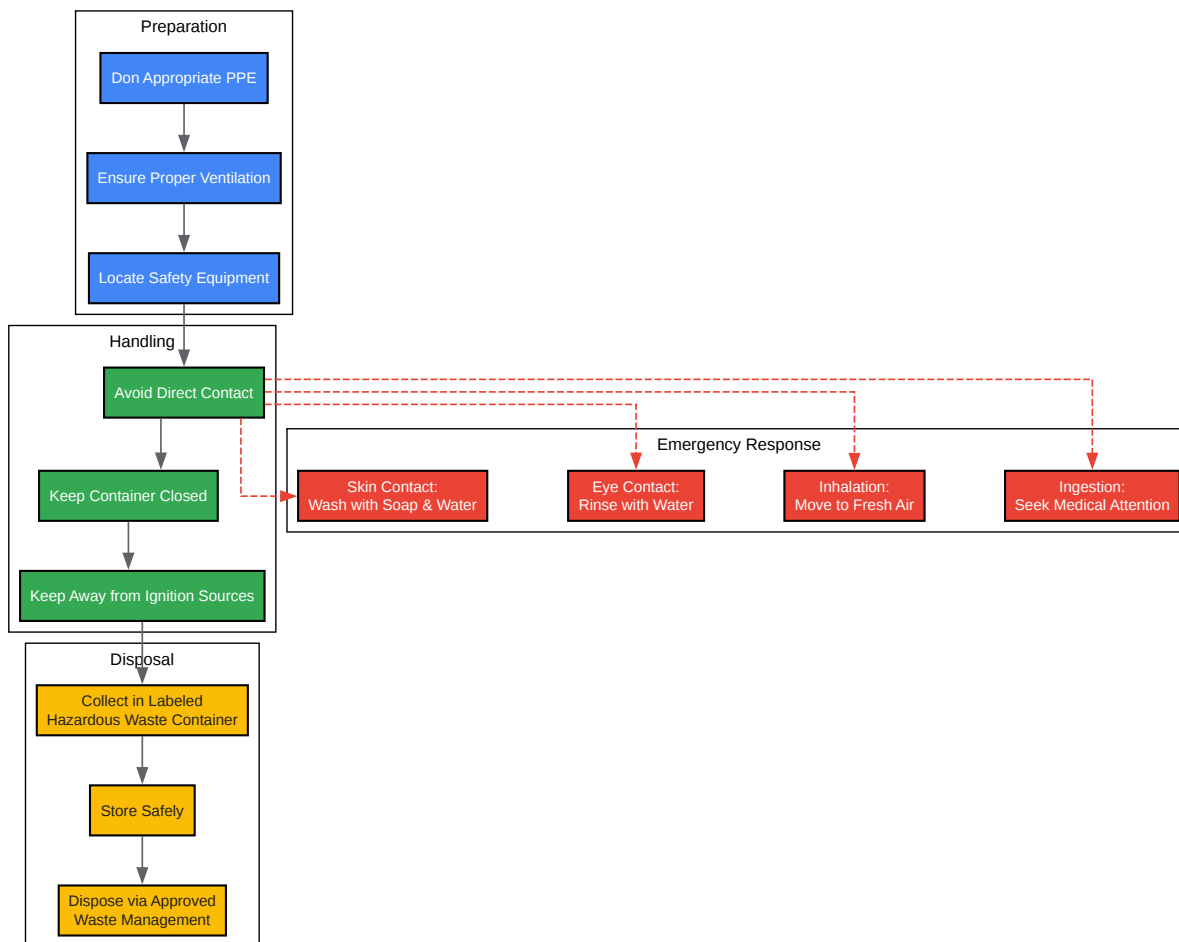 Preparation
Don Appropriate PPE
Ensure Proper Ventilation
Locate Safety Equipment
Handling
Avoid Direct Contact
Keep Container Closed
Keep Away from Ignition Sources
Emergency Response
Skin Contact:
Wash with Soap & Water
Eye Contact:
Rinse with Water
Inhalation:
Move to Fresh Air
Ingestion:
Seek Medical Attention
Disposal
Collect in Labeled
Hazardous Waste Container
Store Safely
Dispose via Approved
Waste Management